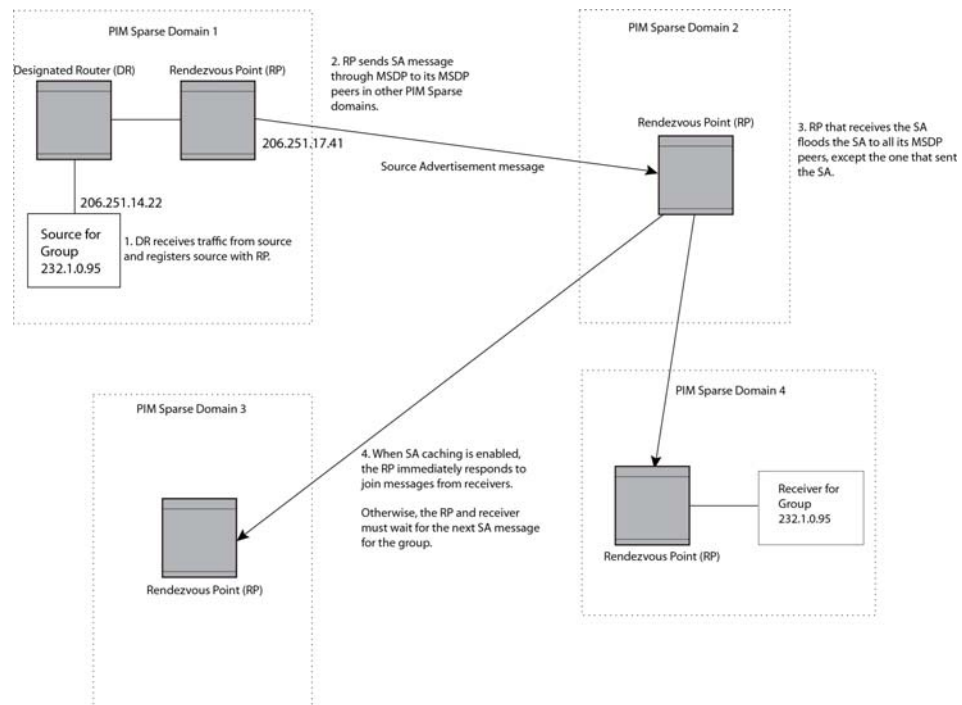 PIM Sparse Domain 1
Designated Router (DR)
Rendezvous Point (RP)
206.251.17.41
206.251.14.22
Source for
Group
232.1.0.95
1. DR receives traffic from source
and registers source with RP.
2. RP sends SA message
through MSDP to its MSDP
peers in other PIM Sparse
domains.
Source Advertisement message
PIM Sparse Domain 2
Rendezvous Point (RP)
3. RP that receives the SA
floods the SA to all its MSDP
peers, except the one that sent
the SA.
PIM Sparse Domain 3
Rendezvous Point (RP)
4. When SA caching is enabled,
the RP immediately responds to
join messages from receivers.
Otherwise, the RP and receiver
must wait for the next SA message
for the group.
PIM Sparse Domain 4
Rendezvous Point (RP)
Receiver for
Group
232.1.0.95